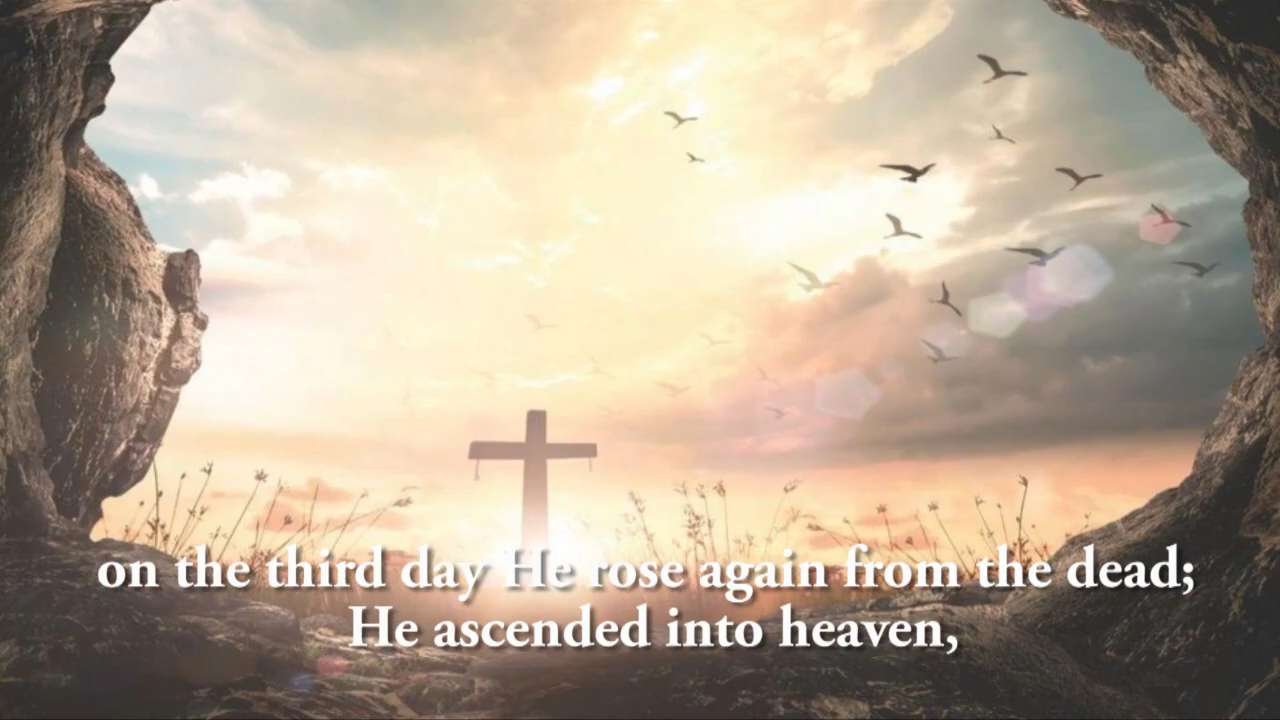 on the third day He rose again from the dead;
He ascended into heaven,